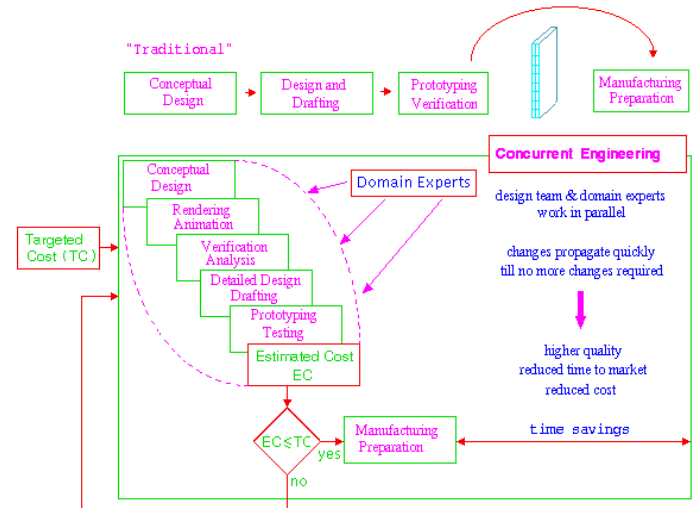 "Traditional"
Conceptual
Design
Design and
Drafting
Prototyping
Verification
Manufacturing
Preparation
Concurrent Engineering
Conceptual
Design
Rendering
Animation
Verification
Analysis
Detailed Design
Drafting
Prototyping
Testing
Estimated Cost
EC
Domain Experts
Targeted
Cost (TC)
design team & domain experts
work in parallel
changes propagate quickly
till no more changes required
higher quality
reduced time to market
reduced cost
EC≤TC
yes
no
Manufacturing
Preparation
time savings